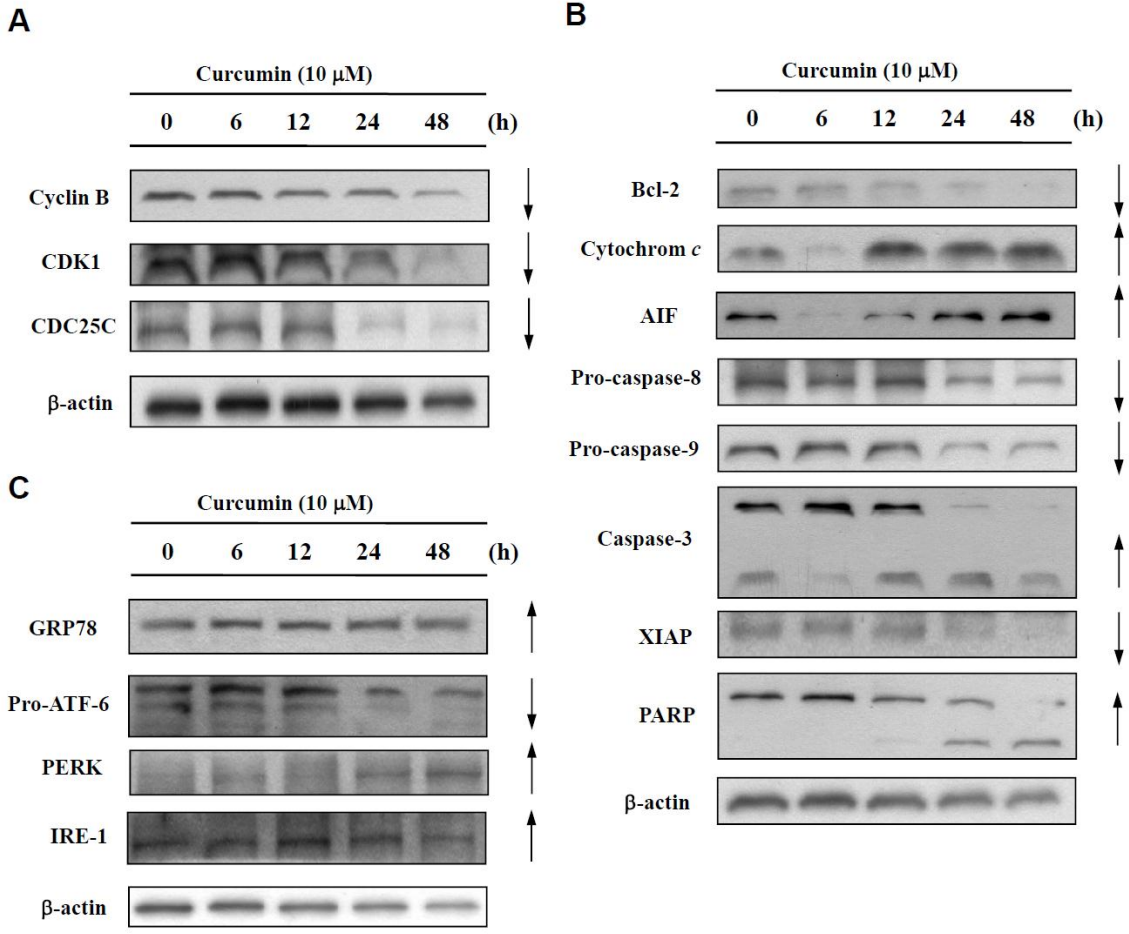 A
Curcumin (10 μM)
0 6 12 24 48 (h)
Cyclin B
CDK1
CDC25C
β-actin
B
Curcumin (10 μM)
0 6 12 24 48 (h)
Bcl-2
Cytochrom c
AIF
Pro-caspase-8
Pro-caspase-9
Caspase-3
XIAP
PARP
β-actin
C
Curcumin (10 μM)
0 6 12 24 48 (h)
GRP78
Pro-ATF-6
PERK
IRE-1
β-actin